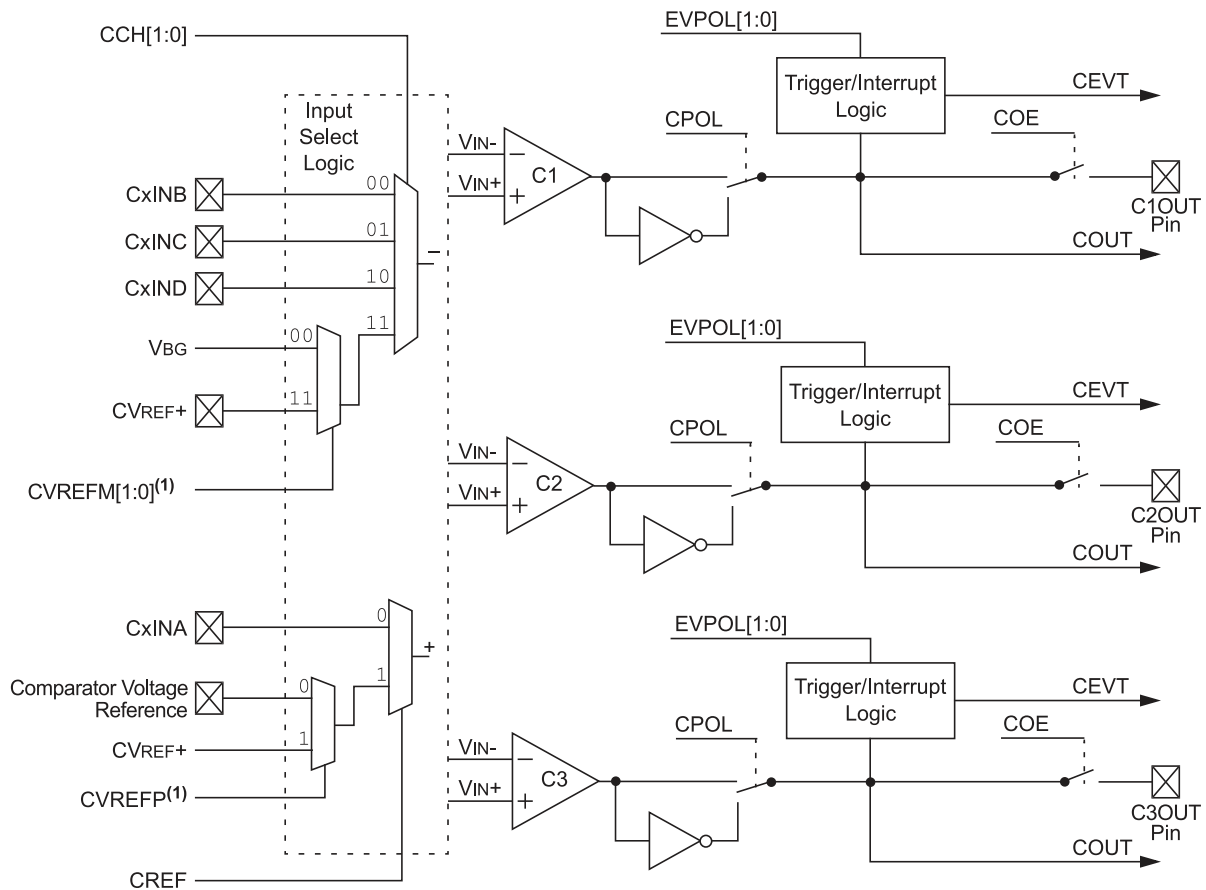 CCH[1:0]
Input
Select
Logic
CxINB
00
CxINC
01
CxIND
10
VBG
00
11
CVREF+
11
CVREFM[1:0](1)
−
CxINA
0
Comparator Voltage
Reference
0
1
CVREF+
1
CVREFP(1)
CREF
+
EVPOL[1:0]
Trigger/Interrupt
Logic
CEVT
CPOL
COE
VIN-
VIN+
−
+
C1
C1OUT
Pin
COUT
EVPOL[1:0]
Trigger/Interrupt
Logic
CEVT
CPOL
COE
VIN-
VIN+
−
+
C2
C2OUT
Pin
COUT
EVPOL[1:0]
Trigger/Interrupt
Logic
CEVT
CPOL
COE
VIN-
VIN+
−
+
C3
C3OUT
Pin
COUT